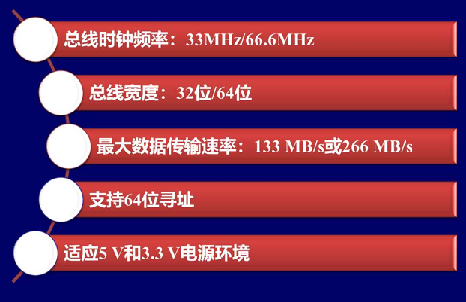 总线时钟频率：33MHz/66.6MHz
总线宽度：32位/64位
最大数据传输速率：133 MB/s或266 MB/s
支持64位寻址
适应5 V和3.3 V电源环境